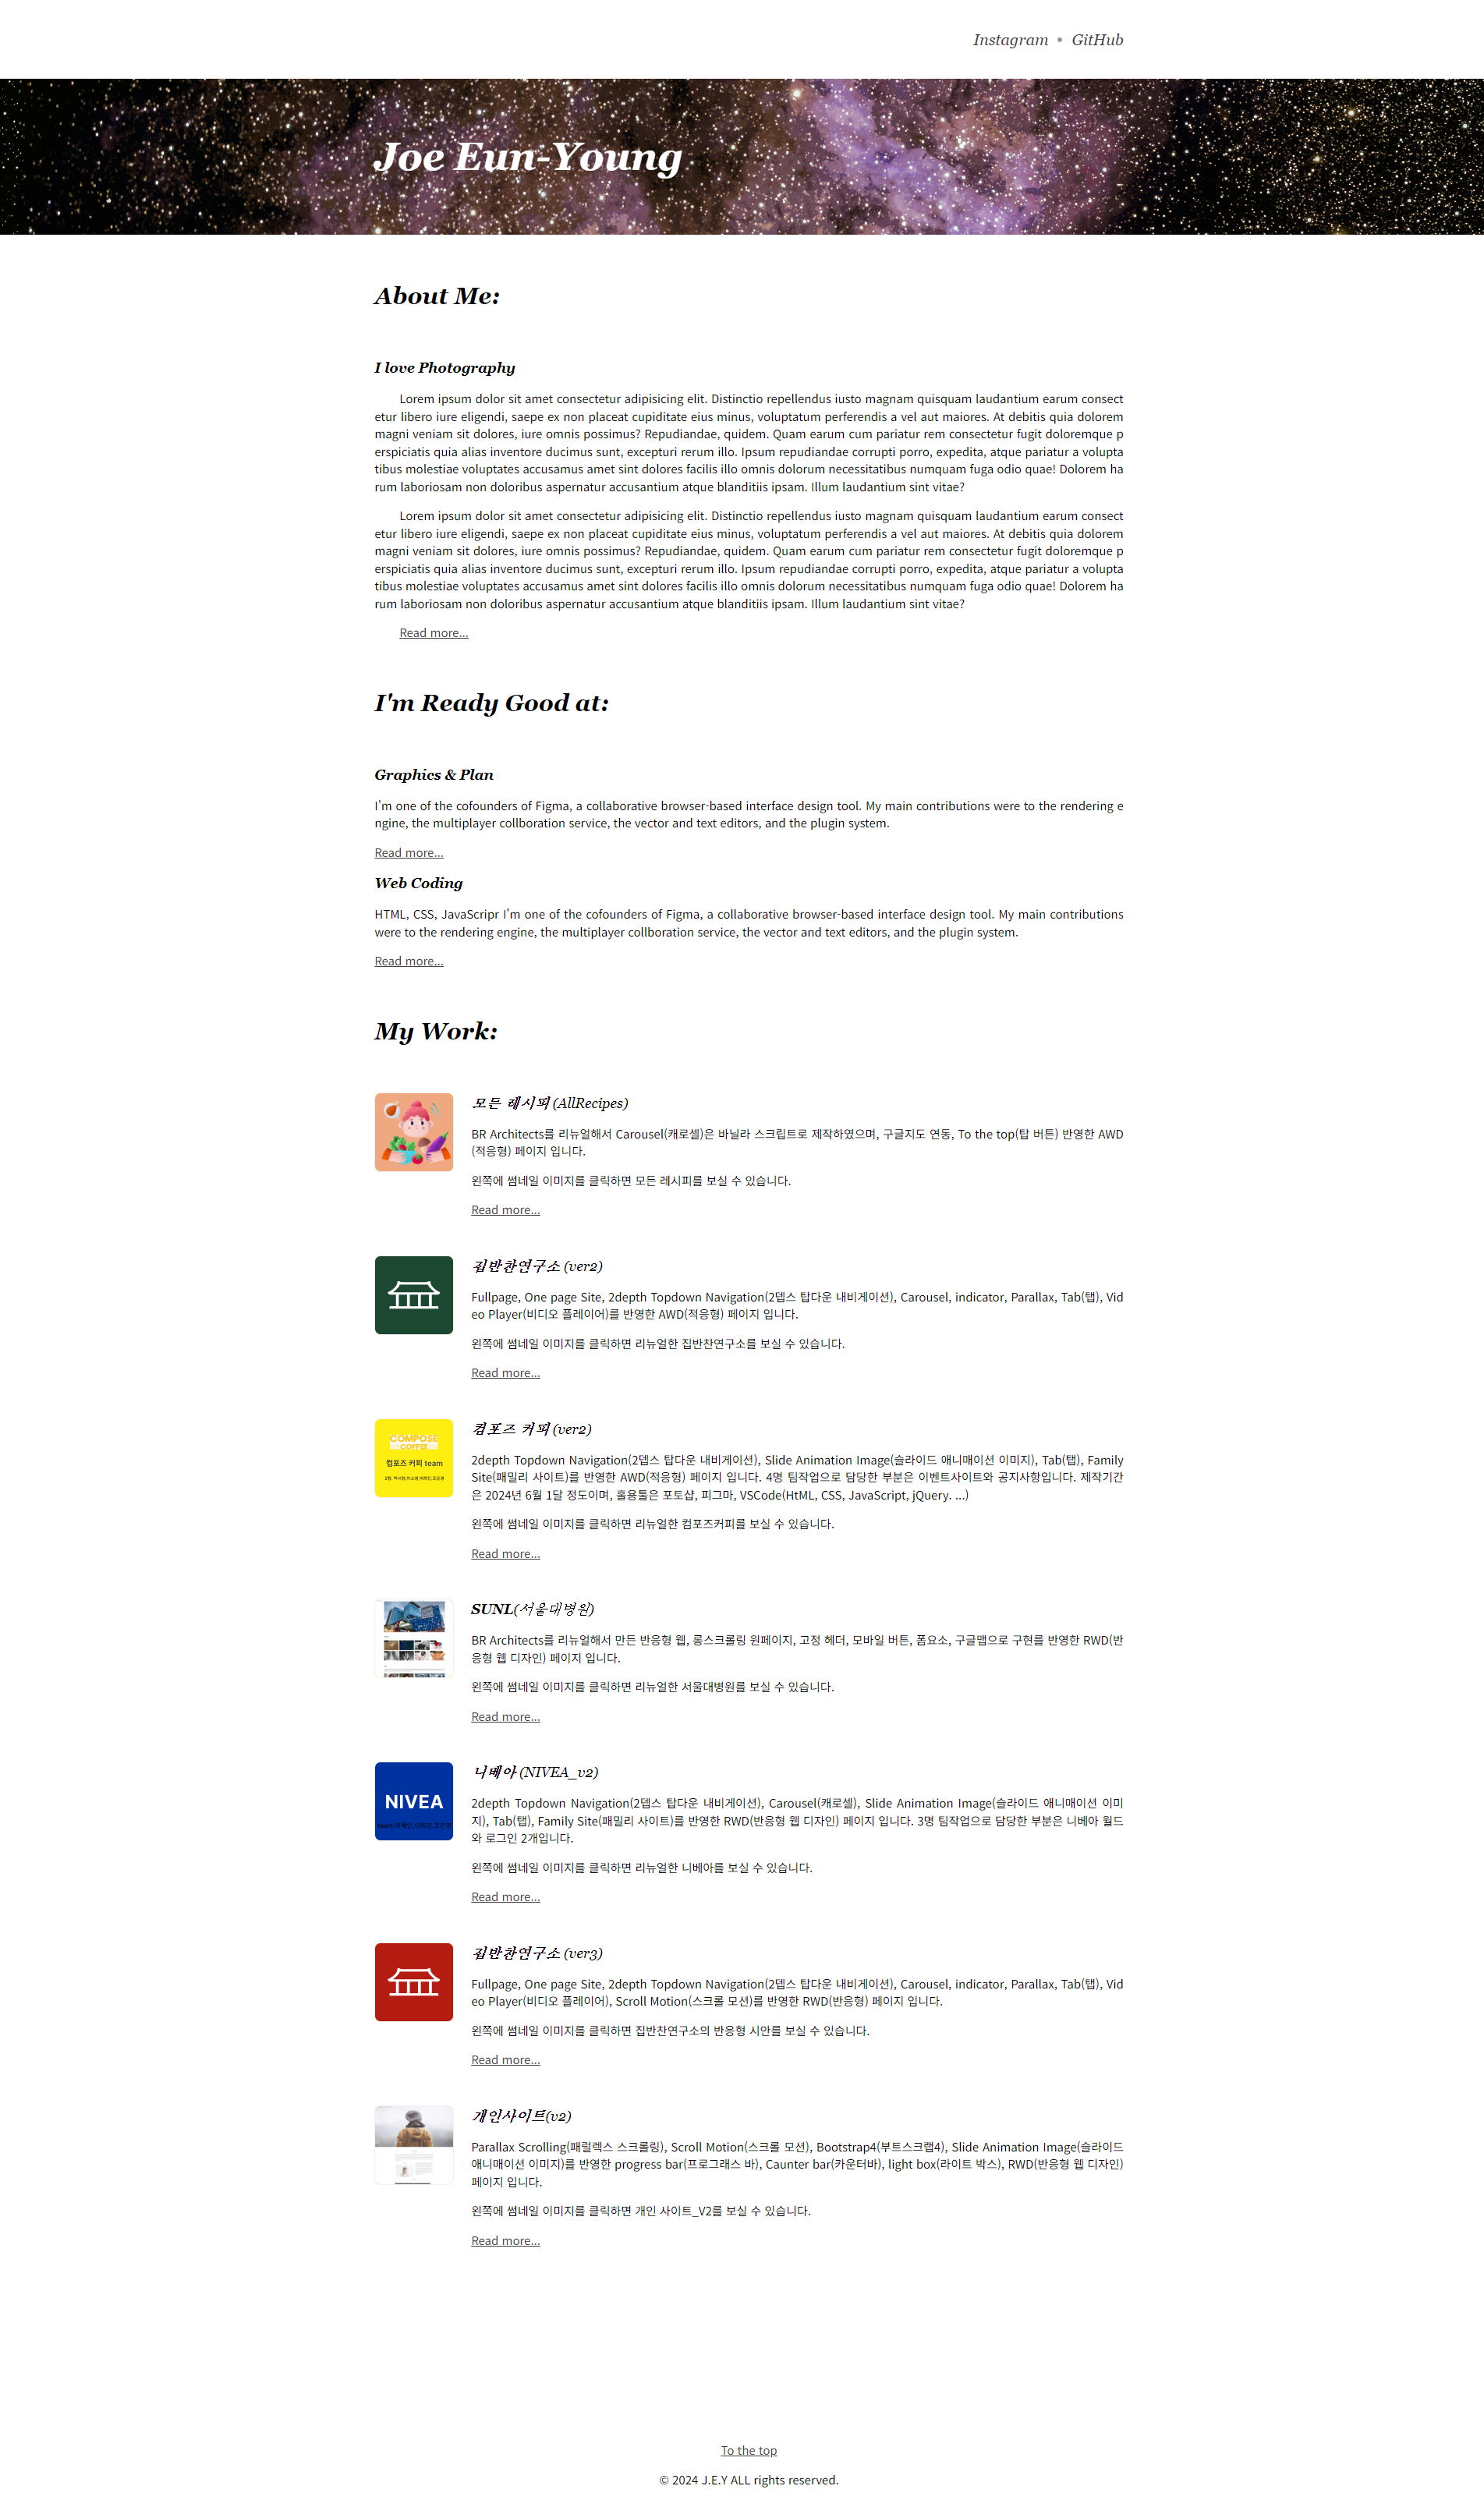 Instagram • GitHub
Joe Eun-Young
About Me:
I love Photography
Lorem ipsum dolor sit amet consectetur adipisicing elit. Distinctio repellendus iusto magnam quisquam laudantium earum consect
etur libero iure eligendi, saepe ex non placeat cupiditate eius minus, voluptatum perferendis a vel aut maiores. At debitis quia dolorem
magni veniam sit dolores, iure omnis possimus? Repudiandae, quidem. Quam earum cum pariatur rem consectetur fugit doloremque p
erspiciatis quia alias inventore ducimus sunt, excepturi rerum illo. Ipsum repudiandae corrupti porro, expedita, atque pariatur a volupta
tibus molestiae voluptates accusamus amet sint dolores facilis illo omnis dolorum necessitatibus numquam fuga odio quae! Dolorem ha
rum laboriosam non doloribus aspernatur accusantium atque blanditiis ipsam. Illum laudantium sint vitae?
Lorem ipsum dolor sit amet consectetur adipisicing elit. Distinctio repellendus iusto magnam quisquam laudantium earum consect
etur libero iure eligendi, saepe ex non placeat cupiditate eius minus, voluptatum perferendis a vel aut maiores. At debitis quia dolorem
magni veniam sit dolores, iure omnis possimus? Repudiandae, quidem. Quam earum cum pariatur rem consectetur fugit doloremque p
erspiciatis quia alias inventore ducimus sunt, excepturi rerum illo. Ipsum repudiandae corrupti porro, expedita, atque pariatur a volupta
tibus molestiae voluptates accusamus amet sint dolores facilis illo omnis dolorum necessitatibus numquam fuga odio quae! Dolorem ha
rum laboriosam non doloribus aspernatur accusantium atque blanditiis ipsam. Illum laudantium sint vitae?
Read more...
I'm Ready Good at:
Graphics & Plan
I'm one of the cofounders of Figma, a collaborative browser-based interface design tool. My main contributions were to the rendering e
ngine, the multiplayer collboration service, the vector and text editors, and the plugin system.
Read more...
Web Coding
HTML, CSS, JavaScripr I'm one of the cofounders of Figma, a collaborative browser-based interface design tool. My main contributions
were to the rendering engine, the multiplayer collboration service, the vector and text editors, and the plugin system.
Read more...
My Work:
모든 레시피 (AllRecipes)
BR Architects를 리뉴얼해서 Carousel(캐로셀)은 바닐라 스크립트로 제작하였으며, 구글지도 연동, To the top(탑 버튼) 반영한 AWD
(적응형) 페이지 입니다.
왼쪽에 썸네일 이미지를 클릭하면 모든 레시피를 보실 수 있습니다.
Read more...
집반찬연구소 (ver2)
Fullpage, One page Site, 2depth Topdown Navigation(2뎁스 탑다운 내비게이션), Carousel, indicator, Parallax, Tab(탭), Vid
eo Player(비디오 플레이어)를 반영한 AWD(적응형) 페이지 입니다.
왼쪽에 썸네일 이미지를 클릭하면 리뉴얼한 집반찬연구소를 보실 수 있습니다.
Read more...
COMPOSE
COFFEE
컴포즈 커피 team
컴포즈 커피 (ver2)
2depth Topdown Navigation(2뎁스 탑다운 내비게이션), Slide Animation Image(슬라이드 애니매이션 이미지), Tab(탭), Family
Site(패밀리 사이트)를 반영한 AWD(적응형) 페이지 입니다. 4명 팀작업으로 담당한 부분은 이벤트사이트와 공지사항입니다. 제작기간
은 2024년 6월 1달 정도이며, 홀용툴은 포토샵, 피그마, VSCode(HtML, CSS, JavaScript, jQuery. ...)
왼쪽에 썸네일 이미지를 클릭하면 리뉴얼한 컴포즈커피를 보실 수 있습니다.
Read more...
SUNL(서울대병원)
BR Architects를 리뉴얼해서 만든 반응형 웹, 롱스크롤링 원페이지, 고정 헤더, 모바일 버튼, 폼요소, 구글맵으로 구현를 반영한 RWD(반
응형 웹 디자인) 페이지 입니다.
왼쪽에 썸네일 이미지를 클릭하면 리뉴얼한 서울대병원를 보실 수 있습니다.
Read more...
NIVEA
니베아 (NIVEA_v2)
2depth Topdown Navigation(2뎁스 탑다운 내비게이션), Carousel(캐로셀), Slide Animation Image(슬라이드 애니매이션 이미
지), Tab(탭), Family Site(패밀리 사이트)를 반영한 RWD(반응형 웹 디자인) 페이지 입니다. 3명 팀작업으로 담당한 부분은 니베아 월드
와 로그인 2개입니다.
왼쪽에 썸네일 이미지를 클릭하면 리뉴얼한 니베아를 보실 수 있습니다.
Read more...
집반찬연구소 (ver3)
Fullpage, One page Site, 2depth Topdown Navigation(2뎁스 탑다운 내비게이션), Carousel, indicator, Parallax, Tab(탭), Vid
eo Player(비디오 플레이어), Scroll Motion(스크롤 모션)를 반영한 RWD(반응형) 페이지 입니다.
왼쪽에 썸네일 이미지를 클릭하면 집반찬연구소의 반응형 시안를 보실 수 있습니다.
Read more...
개인사이트(v2)
Parallax Scrolling(패럴렉스 스크롤링), Scroll Motion(스크롤 모션), Bootstrap4(부트스크랩4), Slide Animation Image(슬라이드
애니매이션 이미지)를 반영한 progress bar(프로그래스 바), Caunter bar(카운터바), light box(라이트 박스), RWD(반응형 웹 디자인)
페이지 입니다.
왼쪽에 썸네일 이미지를 클릭하면 개인 사이트_V2를 보실 수 있습니다.
Read more...
To the top
© 2024 J.E.Y ALL rights reserved.